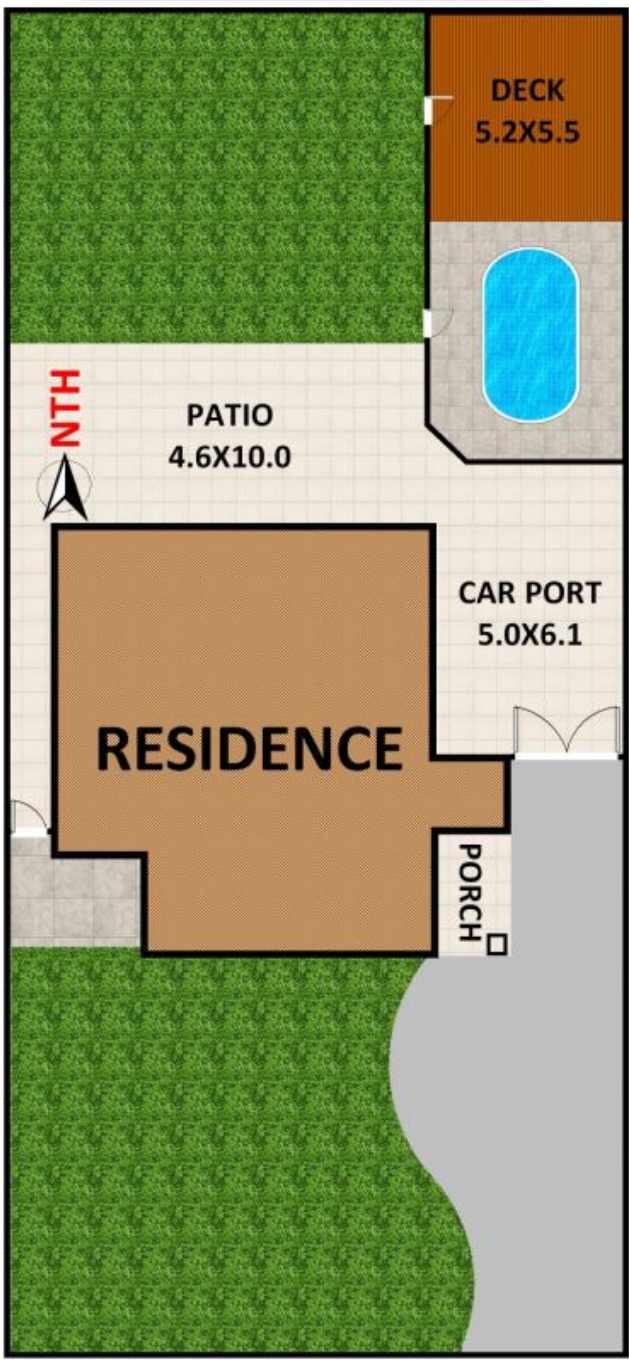 DECK
5.2X5.5
NTH
PATIO
4.6X10.0
CAR PORT
5.0X6.1
RESIDENCE
PORCH